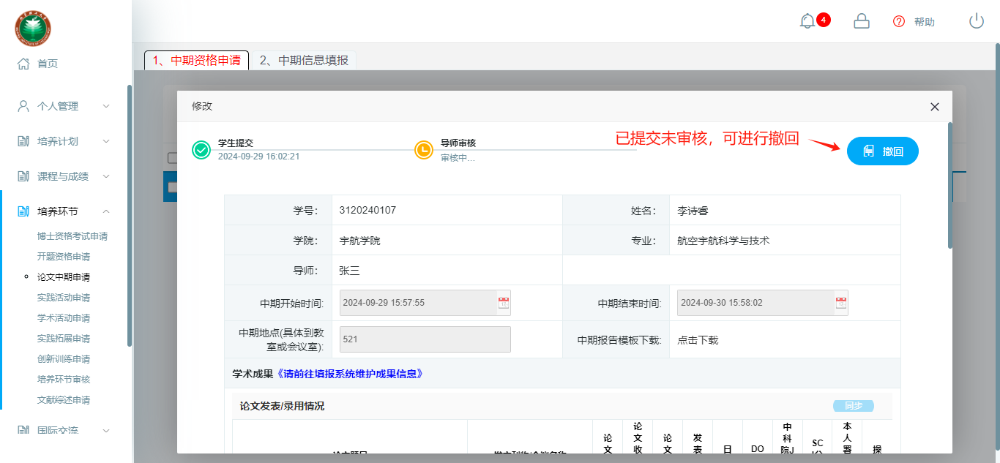 4
帮助
首页
个人管理
培养计划
课程与成绩
培养环节
博士资格考试申请
开题资格申请
论文中期申请
实践活动申请
学术活动申请
实践拓展申请
创新训练申请
培养环节审核
文献综述申请
国际交流
1、中期资格申请
2、中期信息填报
修改
学生提交
2024-09-29 16:02:21
导师审核
审核中...
已提交未审核，可进行撤回
撤回
学号：
3120240107
姓名：
李诗睿
学院：
宇航学院
专业：
航空宇航科学与技术
导师：
张三
中期开始时间:
2024-09-29 15:57:55
中期结束时间:
2024-09-30 15:58:02
中期地点(具体到教
室或会议室):
521
中期报告模板下载:
点击下载
学术成果《请前往填报系统维护成果信息》
论文发表/录用情况
同步
论文
论文收
论文
发表
日
DO
中科院J
SC
本人署
操